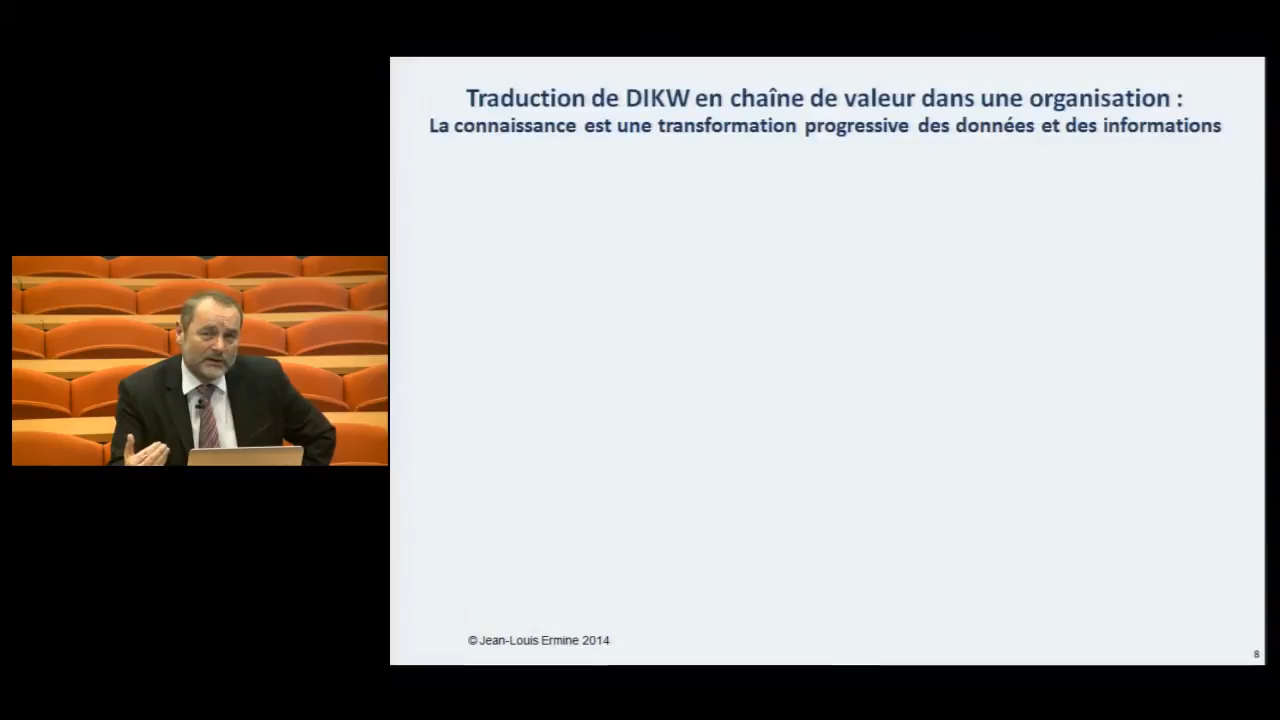 Traduction de DIKW en chaîne de valeur dans une organisation :
La connaissance est une transformation progressive des données et des informations
© Jean-Louis Ermine 2014
8